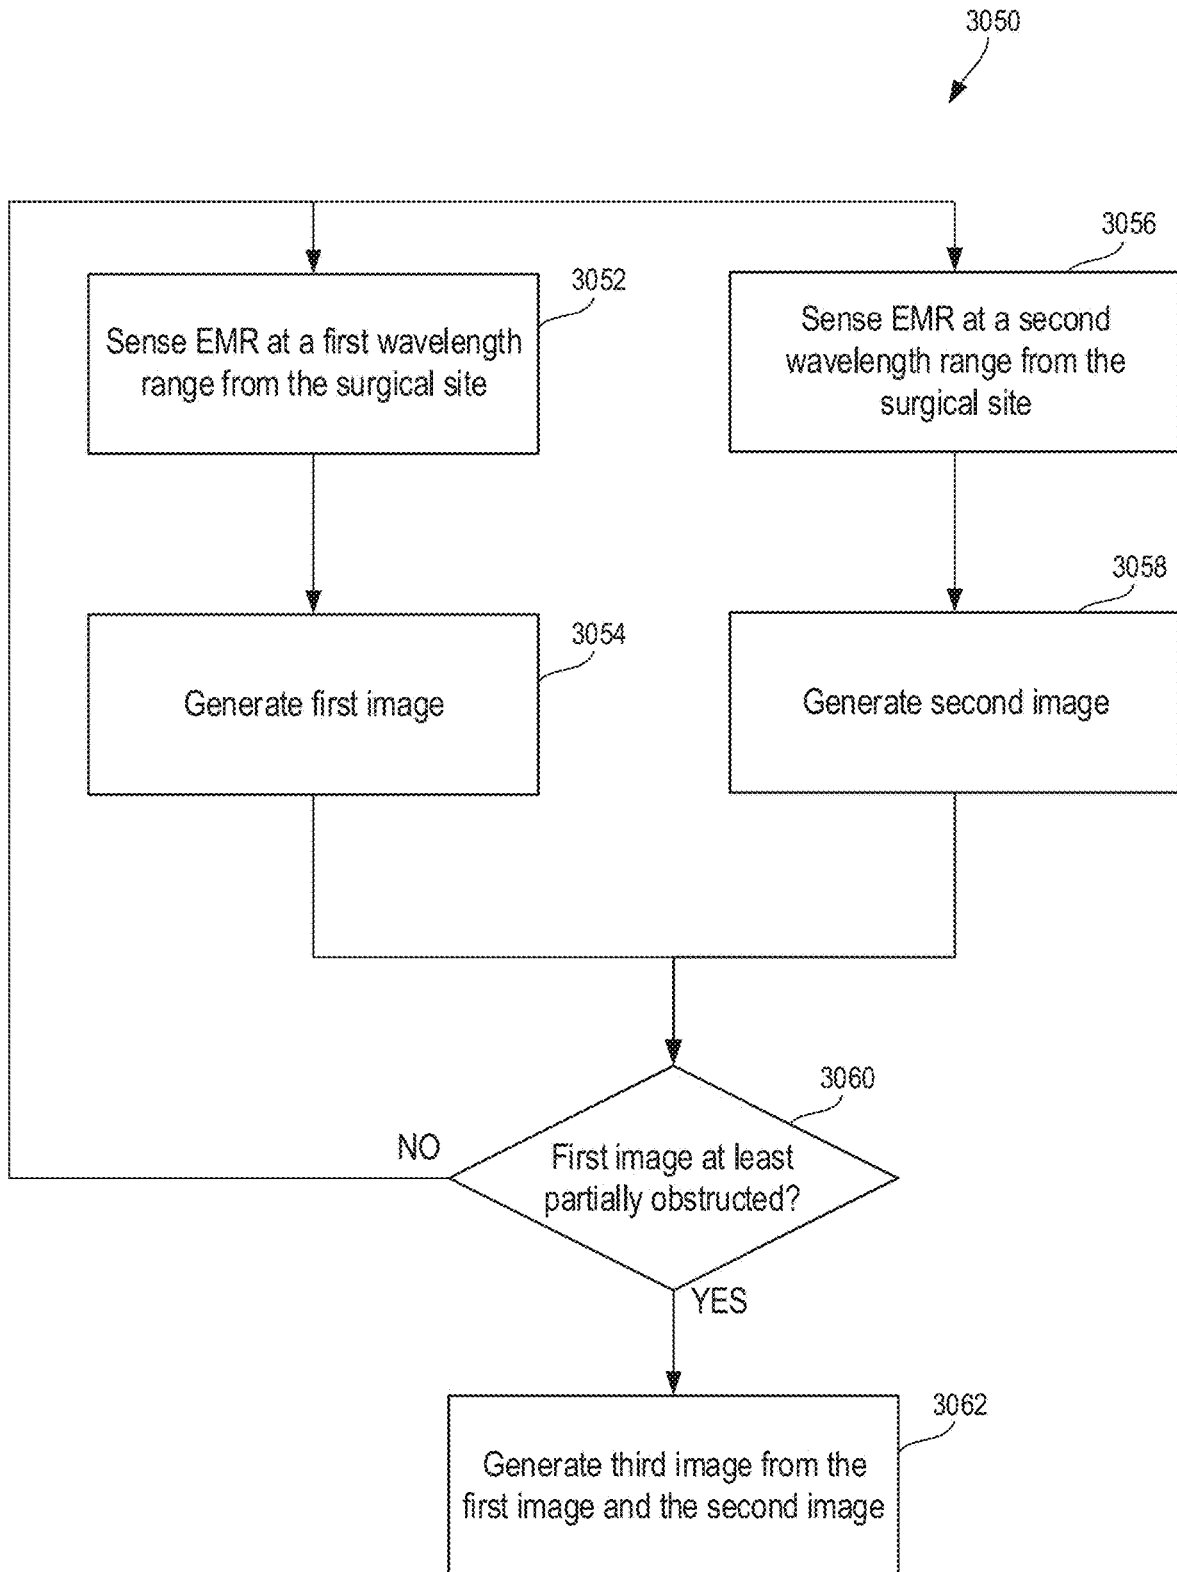 3050
3052
Sense EMR at a first wavelength
range from the surgical site
3056
Sense EMR at a second
wavelength range from the
surgical site
3054
Generate first image
3058
Generate second image
3060
First image at least
partially obstructed?
NO
YES
3062
Generate third image from the
first image and the second image